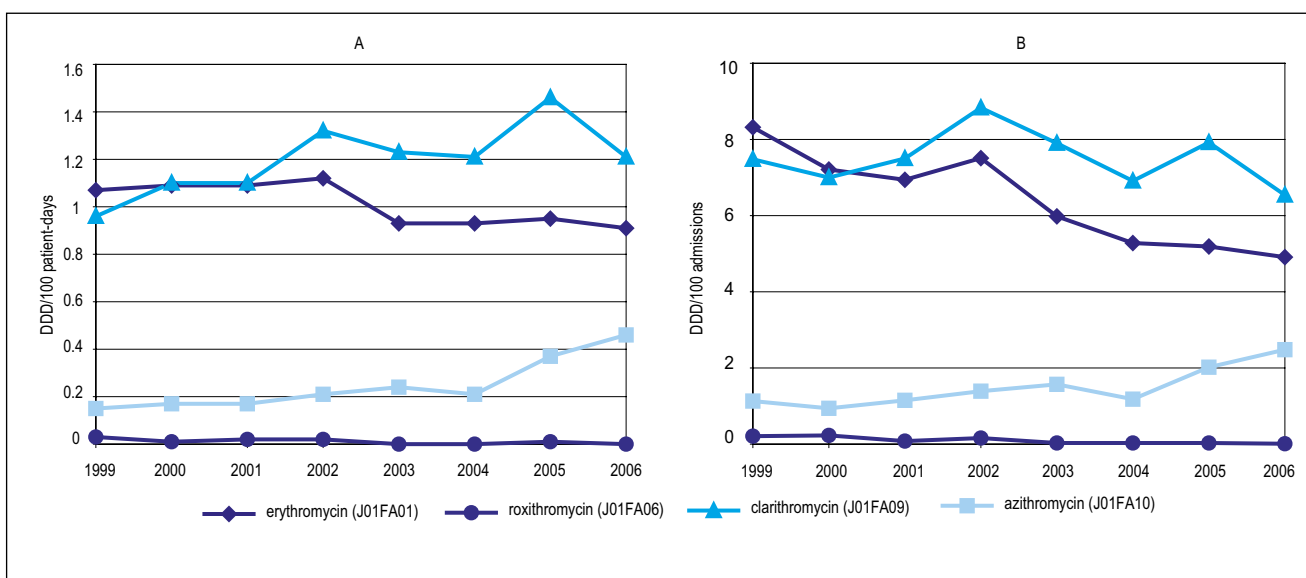 A
B
1.6
1.4
1.2
1
0.8
0.6
0.4
0.2
0
DDD/100 patient-days
1999 2000 2001 2002 2003 2004 2005 2006
10
8
6
4
2
0
DDD/100 admissions
1999 2000 2001 2002 2003 2004 2005 2006
erythromycin (J01FA01) roxithromycin (J01FA06) clarithromycin (J01FA09) azithromycin (J01FA10)